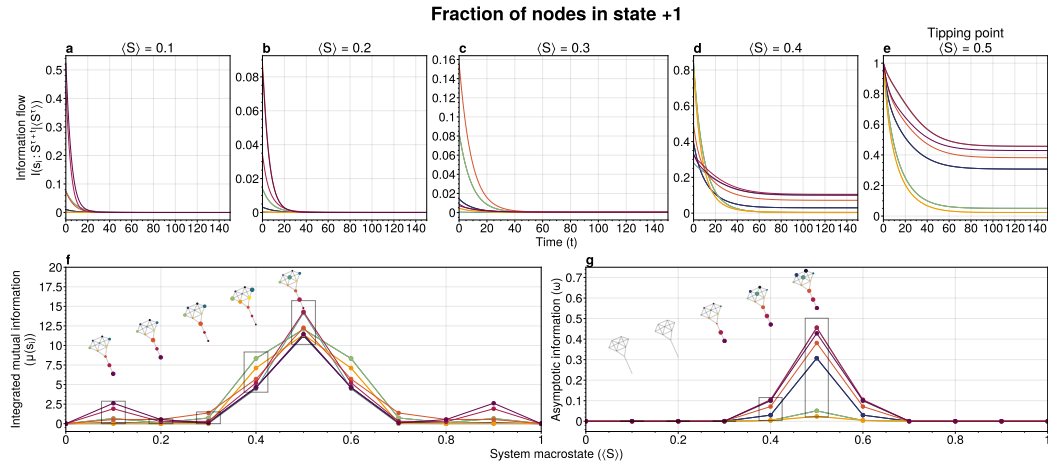 Fraction of nodes in state +1
a
⟨S⟩ = 0.1
b
⟨S⟩ = 0.2
c
⟨S⟩ = 0.3
d
⟨S⟩ = 0.4
Tipping point
e
⟨S⟩ = 0.5
Information flow
I(sᵢ : Sᵗ⁺¹|⟨Sᵗ⟩)
0.5
0.4
0.3
0.2
0.1
0
0 20 40 60 80 100 140
0.08
0.06
0.04
0.02
0.00
0 20 40 60 80 100 140
0.16
0.14
0.12
0.1
0.08
0.06
0.04
0.02
0
0 20 40 60 80 100 120 140
0.8
0.6
0.4
0.2
0
0 20 40 60 80 100 140
1
0.8
0.6
0.4
0.2
0
0 20 40 60 80 100 140
Time (t)
f
Integrated mutual information
(μ(sᵢ))
20
17.5
15
12.5
10
7.5
5
2.5
0
0 0.2 0.4 0.6 0.8 1
g
Asymptotic information (ω)
0.7
0.6
0.5
0.4
0.3
0.2
0.1
0
0 0.2 0.4 0.6 0.8 1
System macrostate (⟨S⟩)